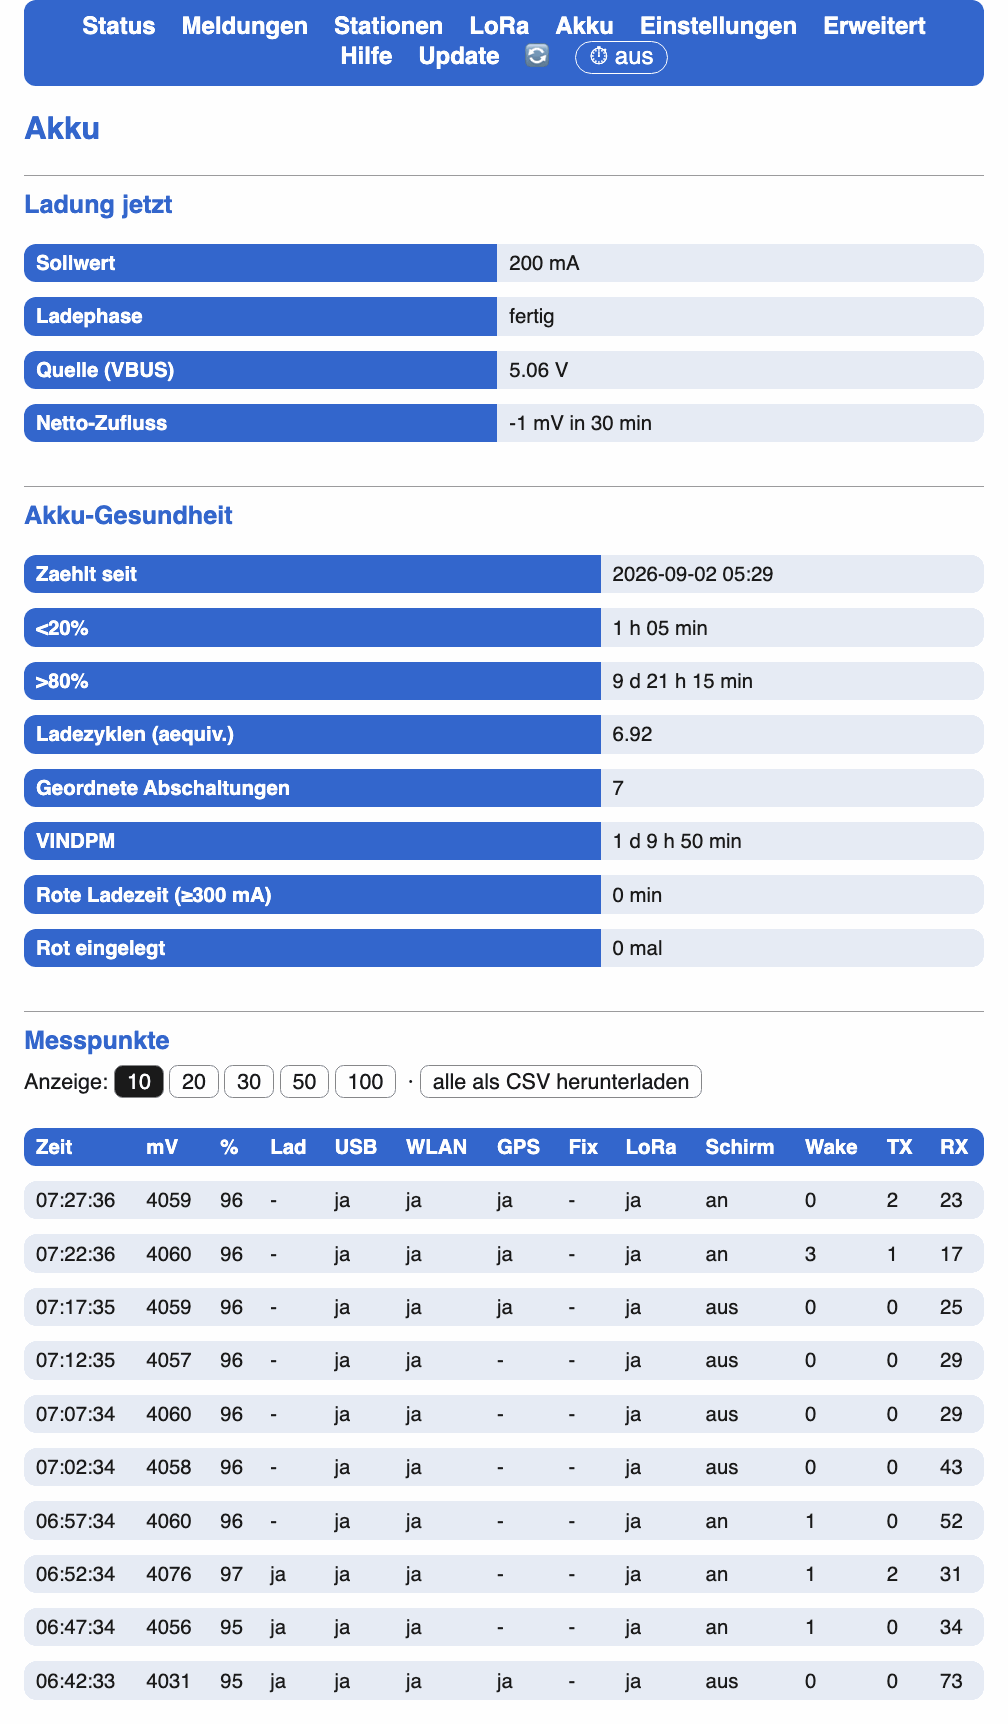 Status Meldungen Stationen LoRa Akku Einstellungen Erweitert
Hilfe Update 🔄 ⏱ aus
Akku
Ladung jetzt
Sollwert 200 mA
Ladephase fertig
Quelle (VBUS) 5.06 V
Netto-Zufluss -1 mV in 30 min
Akku-Gesundheit
Zaehlt seit 2026-09-02 05:29
<20% 1 h 05 min
>80% 9 d 21 h 15 min
Ladezyklen (aequiv.) 6.92
Geordnete Abschaltungen 7
VINDPM 1 d 9 h 50 min
Rote Ladezeit (≥300 mA) 0 min
Rot eingelegt 0 mal
Messpunkte
Anzeige: 10 20 30 50 100 · alle als CSV herunterladen
Zeit mV % Lad USB WLAN GPS Fix LoRa Schirm Wake TX RX
07:27:36 4059 96 - ja ja ja - ja an 0 2 23
07:22:36 4060 96 - ja ja ja - ja an 3 1 17
07:17:35 4059 96 - ja ja ja - ja aus 0 0 25
07:12:35 4057 96 - ja ja - - ja aus 0 0 29
07:07:34 4060 96 - ja ja - - ja aus 0 0 29
07:02:34 4058 96 - ja ja - - ja aus 0 0 43
06:57:34 4060 96 - ja ja - - ja an 1 0 52
06:52:34 4076 97 ja ja ja - - ja an 1 2 31
06:47:34 4056 95 ja ja ja - - ja an 1 0 34
06:42:33 4031 95 ja ja ja ja - ja aus 0 0 73